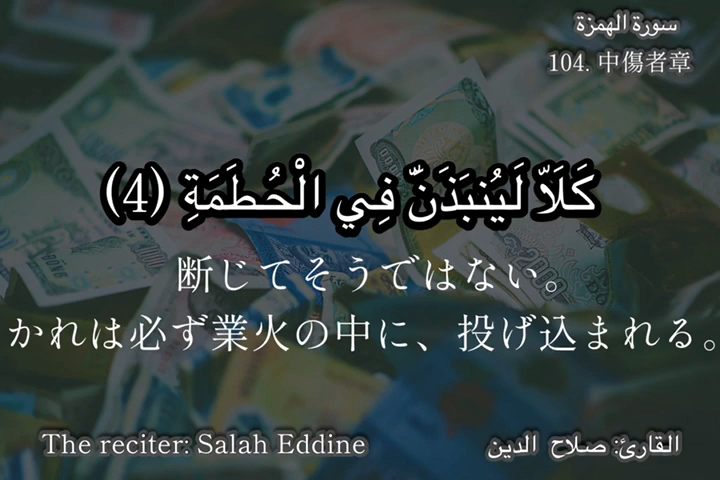 سورة الهمزة
104. 中傷者章
كَلَاّ لَيُنبَذَنَّ فِي الْحُطَمَةِ (4)
断じてそうではない。
かれは必ず業火の中に、投げ込まれる。
The reciter: Salah Eddine
القارئ: صلاح الدين